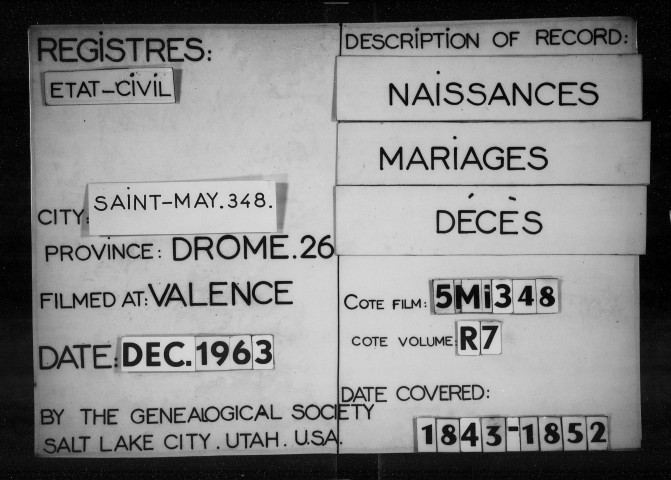 REGISTRES:
ETAT-CIVIL
CITY: SAINT-MAY.348.
PROVINCE: DROME.26
FILMED AT: VALENCE
DATE: DEC. 1963
BY THE GENEALOGICAL SOCIETY
SALT LAKE CITY. UTAH. U.S.A.
DESCRIPTION OF RECORD:
NAISSANCES
MARIAGES
DÉCÈS
COTE FILM: 5Mi348
COTE VOLUME: R7
DATE COVERED:
1843-1852